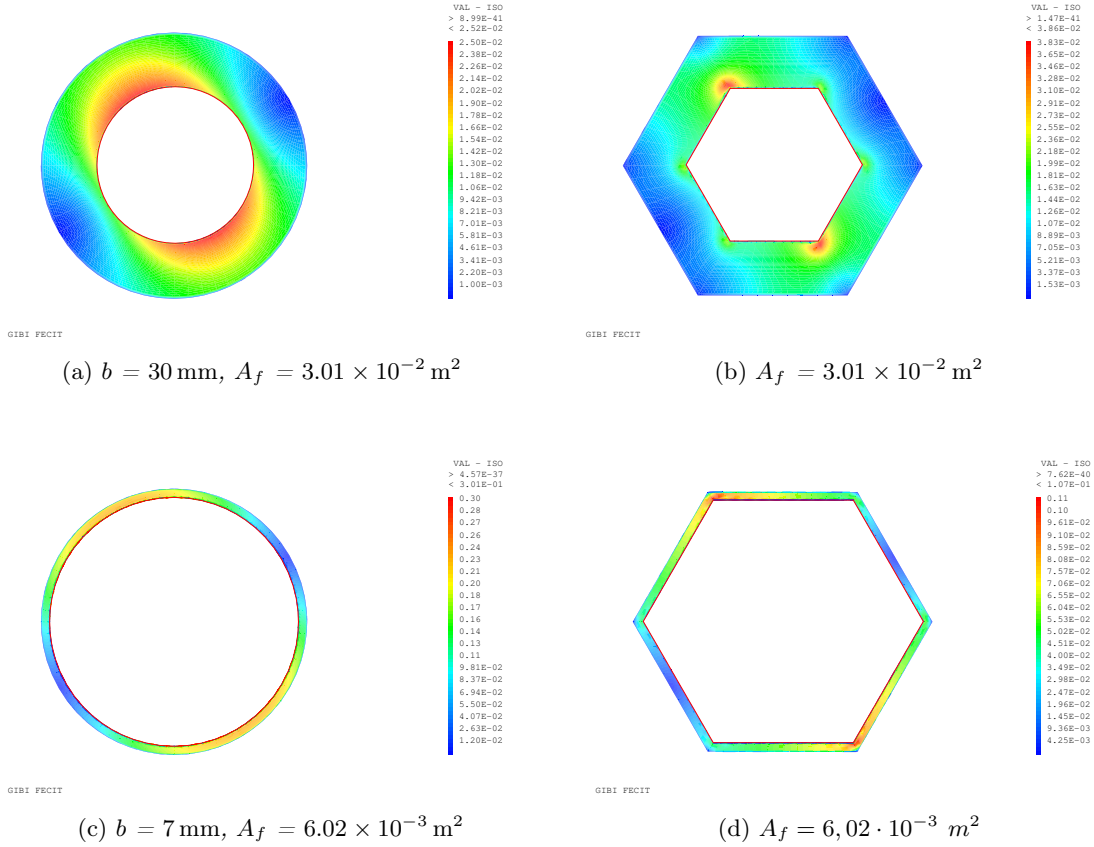 VAL - ISO
> 8.99E-41
< 2.52E-02
2.50E-02
2.38E-02
2.26E-02
2.14E-02
2.02E-02
1.90E-02
1.78E-02
1.66E-02
1.54E-02
1.42E-02
1.30E-02
1.18E-02
1.06E-02
9.42E-03
8.21E-03
7.01E-03
5.81E-03
4.61E-03
3.40E-03
2.20E-03
1.00E-03
GIBI FECIT
(a) b = 30 mm, A_f = 3.01 × 10⁻² m²
VAL - ISO
> 1.47E-41
< 3.86E-02
3.83E-02
3.65E-02
3.46E-02
3.28E-02
3.10E-02
2.91E-02
2.73E-02
2.55E-02
2.36E-02
2.18E-02
1.99E-02
1.81E-02
1.63E-02
1.44E-02
1.26E-02
1.07E-02
8.89E-03
7.05E-03
5.21E-03
3.37E-03
1.53E-03
GIBI FECIT
(b) A_f = 3.01 × 10⁻² m²
VAL - ISO
> 4.57E-37
< 3.01E-01
0.30
0.28
0.27
0.26
0.24
0.23
0.21
0.20
0.18
0.17
0.16
0.14
0.13
0.11
9.81E-02
8.37E-02
6.94E-02
5.50E-02
4.07E-02
2.63E-02
1.20E-02
GIBI FECIT
(c) b = 7 mm, A_f = 6.02 × 10⁻³ m²
VAL - ISO
> 7.62E-40
< 1.07E-01
0.11
0.10
9.61E-02
9.10E-02
8.59E-02
8.08E-02
7.57E-02
7.06E-02
6.55E-02
6.04E-02
5.53E-02
5.02E-02
4.51E-02
4.00E-02
3.49E-02
2.98E-02
2.47E-02
1.96E-02
1.45E-02
9.36E-03
4.25E-03
GIBI FECIT
(d) A_f = 6,02 · 10⁻³ m²